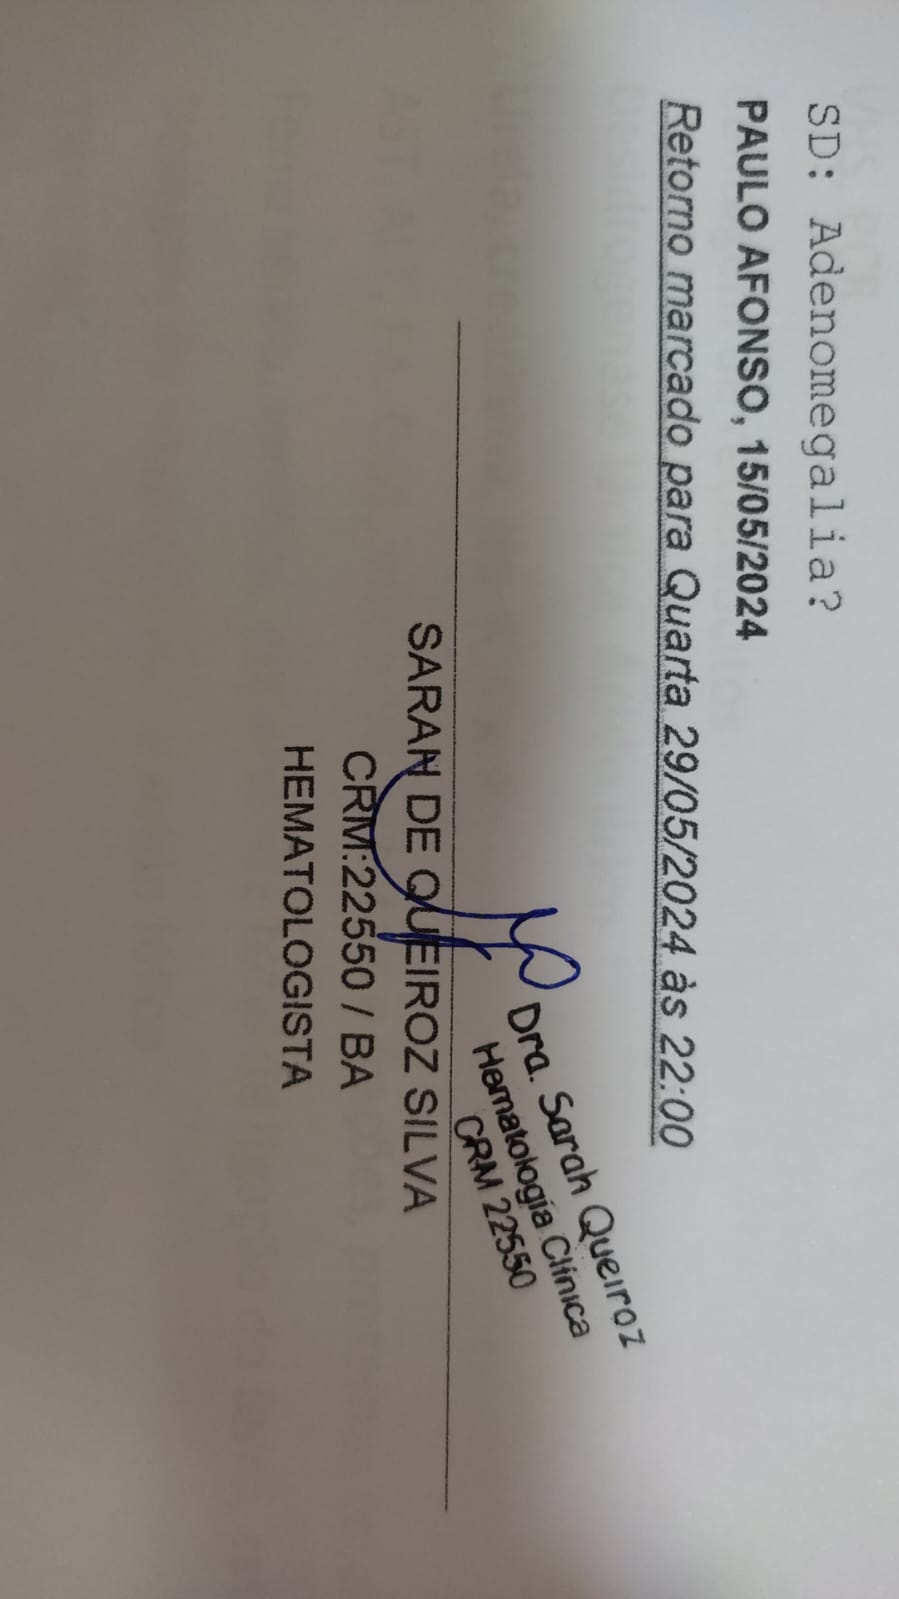 SD: Adenomegalia?
PAULO AFONSO, 15/05/2024
Retorno marcado para Quarta 29/05/2024 às 22:00
Dra. Sarah Queiroz
Hematologia Clínica
CRM 22550
SARAH DE QUEIROZ SILVA
CRM:22550 / BA
HEMATOLOGISTA